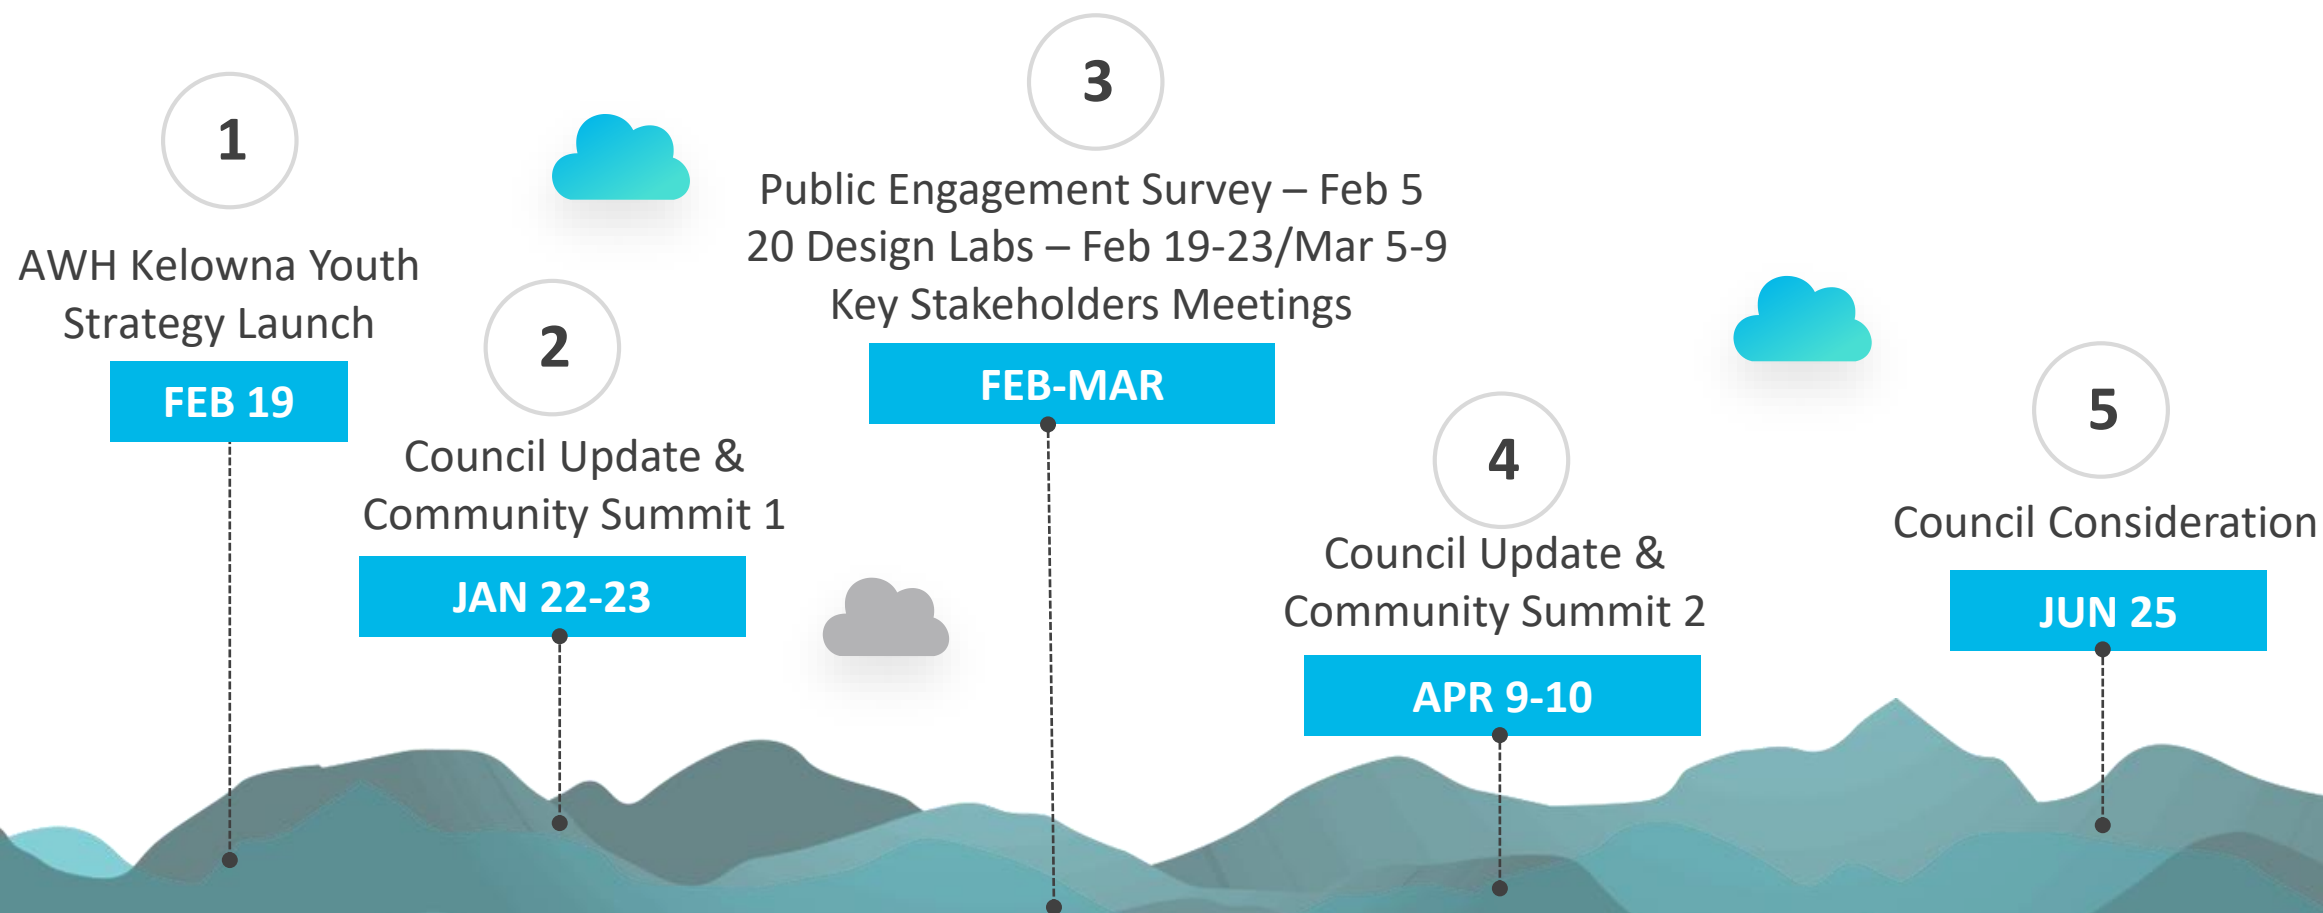 1
AWH Kelowna Youth
Strategy Launch
FEB 19
2
Council Update &
Community Summit 1
JAN 22-23
3
Public Engagement Survey – Feb 5
20 Design Labs – Feb 19-23/Mar 5-9
Key Stakeholders Meetings
FEB-MAR
4
Council Update &
Community Summit 2
APR 9-10
5
Council Consideration
JUN 25